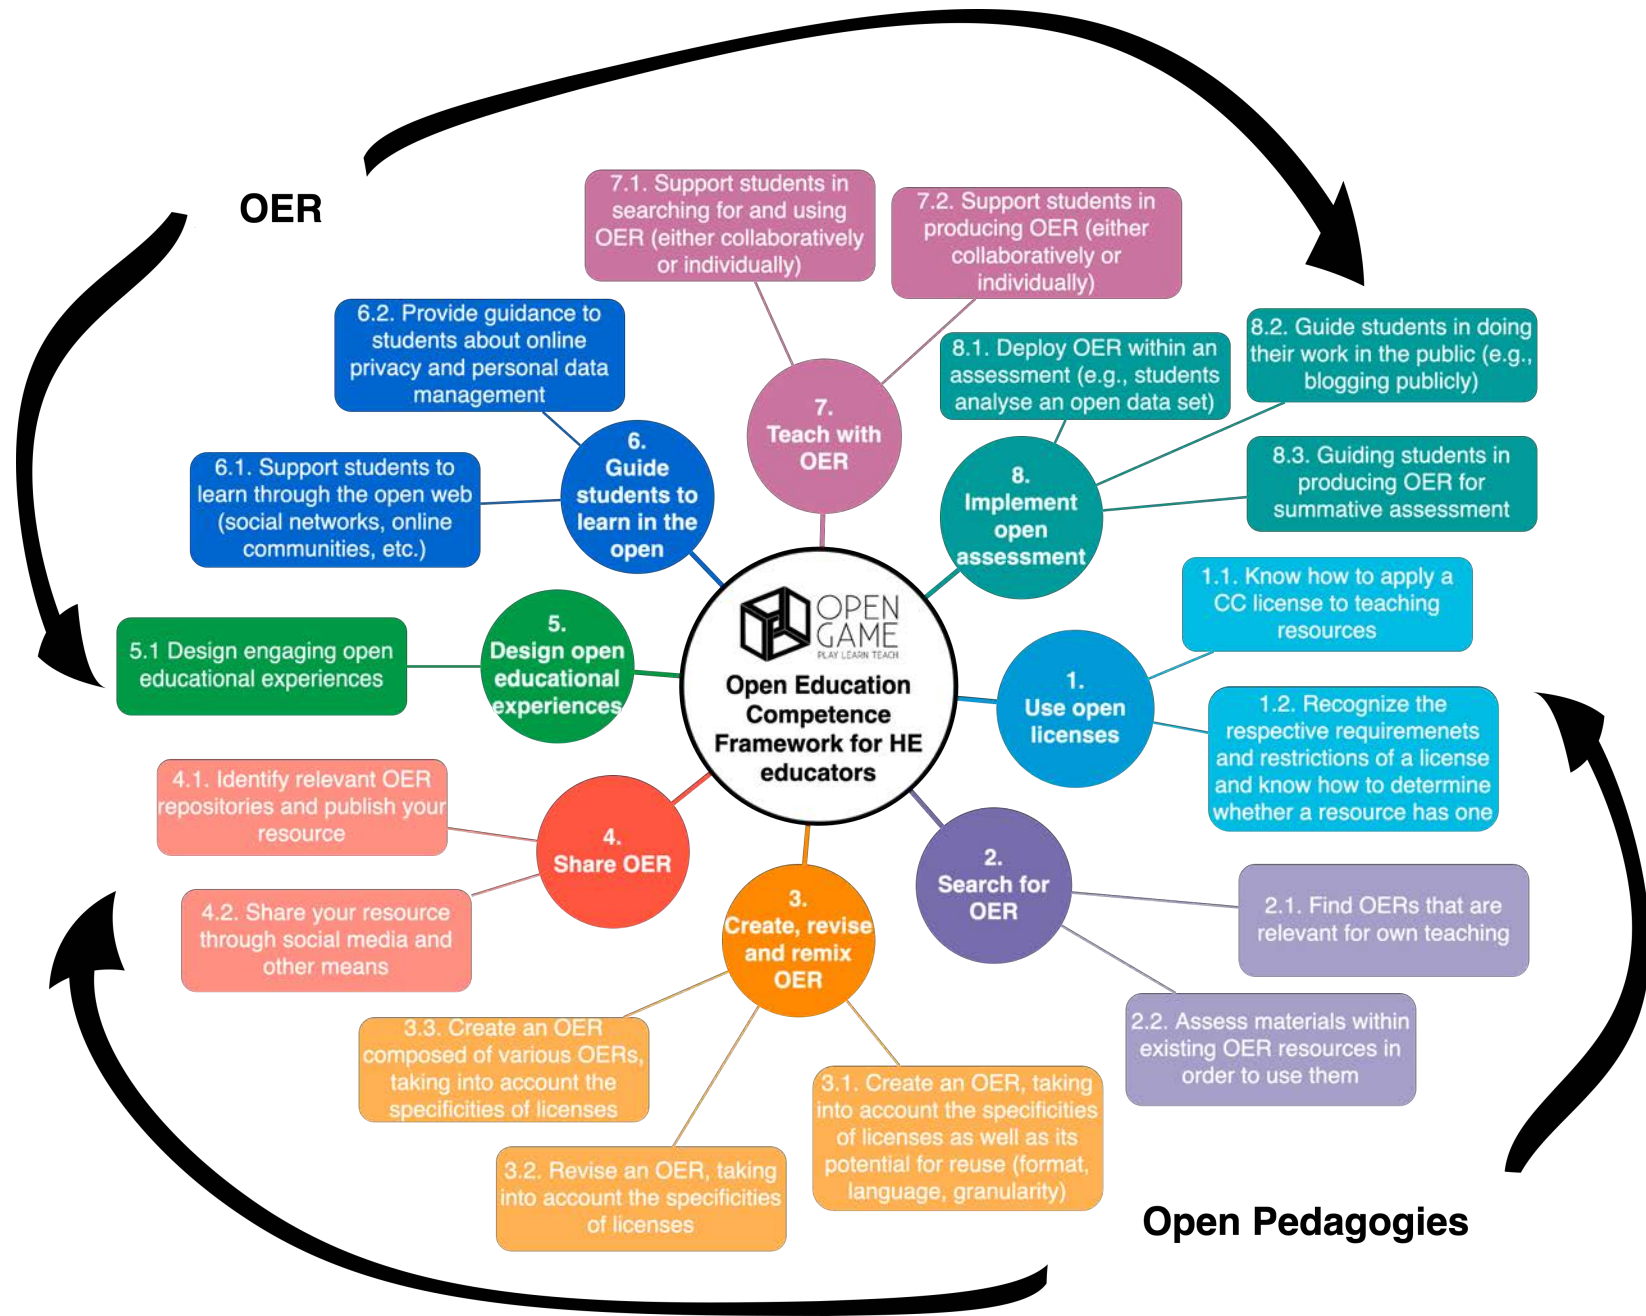 OER
7.1. Support students in
searching for and using
OER (either collaboratively
or individually)
7.2. Support students in
producing OER (either
collaboratively or
individually)
6.2. Provide guidance to
students about online
privacy and personal data
management
8.1. Deploy OER within an
assessment (e.g., students
analyse an open data set)
8.2. Guide students in doing
their work in the public (e.g.,
blogging publicly)
7.
Teach with
OER
6.
Guide
students to
learn in the
open
6.1. Support students to
learn through the open web
(social networks, online
communities, etc.)
8.
Implement
open
assessment
8.3. Guiding students in
producing OER for
summative assessment
1.1. Know how to apply a
CC license to teaching
resources
OPEN
GAME
PLAY LEARN TEACH
Open Education
Competence
Framework for HE
educators
5.
Design open
educational
experiences
5.1 Design engaging open
educational experiences
1.
Use open
licenses
1.2. Recognize the
respective requiremenets
and restrictions of a license
and know how to determine
whether a resource has one
4.1. Identify relevant OER
repositories and publish your
resource
4.
Share OER
4.2. Share your resource
through social media and
other means
3.
Create, revise
and remix
OER
2.
Search for
OER
2.1. Find OERs that are
relevant for own teaching
2.2. Assess materials within
existing OER resources in
order to use them
3.3. Create an OER
composed of various OERs,
taking into account the
specificities of licenses
3.1. Create an OER, taking
into account the specificities
of licenses as well as its
potential for reuse (format,
language, granularity)
3.2. Revise an OER, taking
into account the specificities
of licenses
Open Pedagogies